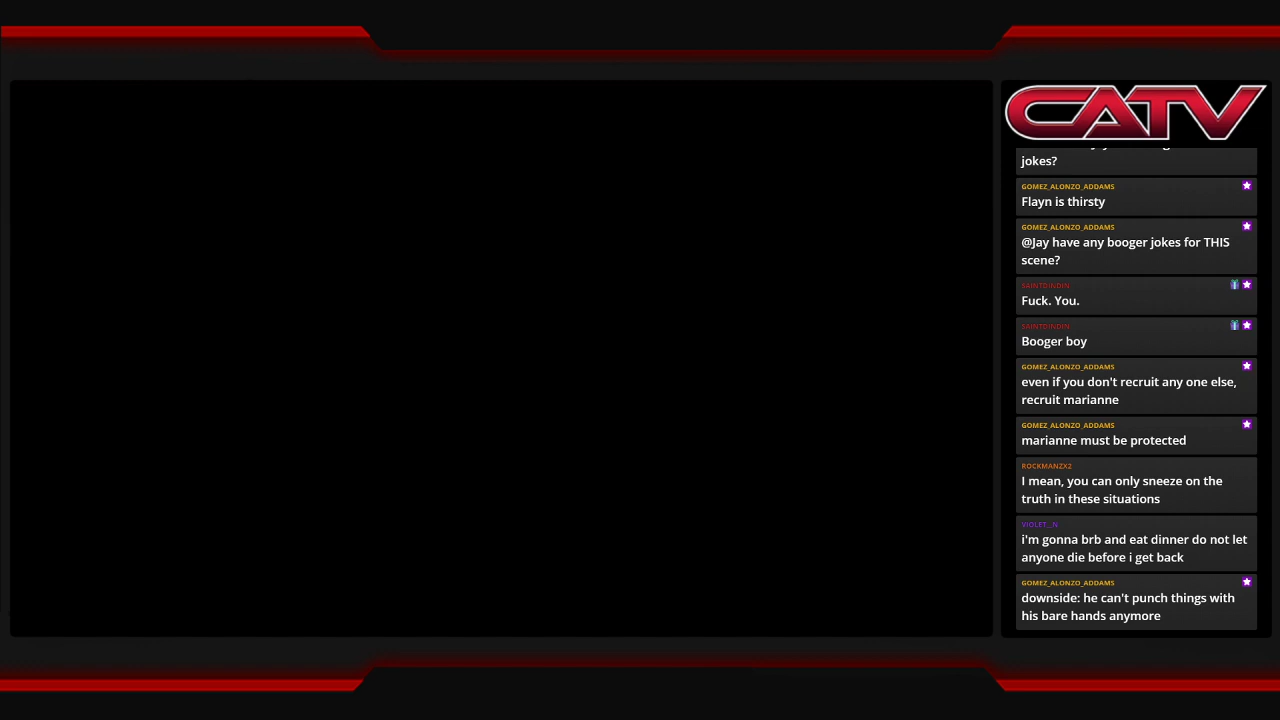 CATV
jokes?
GOMEZ_ALONZO_ADDAMS
Flayn is thirsty
GOMEZ_ALONZO_ADDAMS
@Jay have any booger jokes for THIS
scene?
SAINTDINDIN
Fuck. You.
SAINTDINDIN
Booger boy
GOMEZ_ALONZO_ADDAMS
even if you don't recruit any one else,
recruit marianne
GOMEZ_ALONZO_ADDAMS
marianne must be protected
ROCKMANZX2
I mean, you can only sneeze on the
truth in these situations
VIOLET__N
i'm gonna brb and eat dinner do not let
anyone die before i get back
GOMEZ_ALONZO_ADDAMS
downside: he can't punch things with
his bare hands anymore